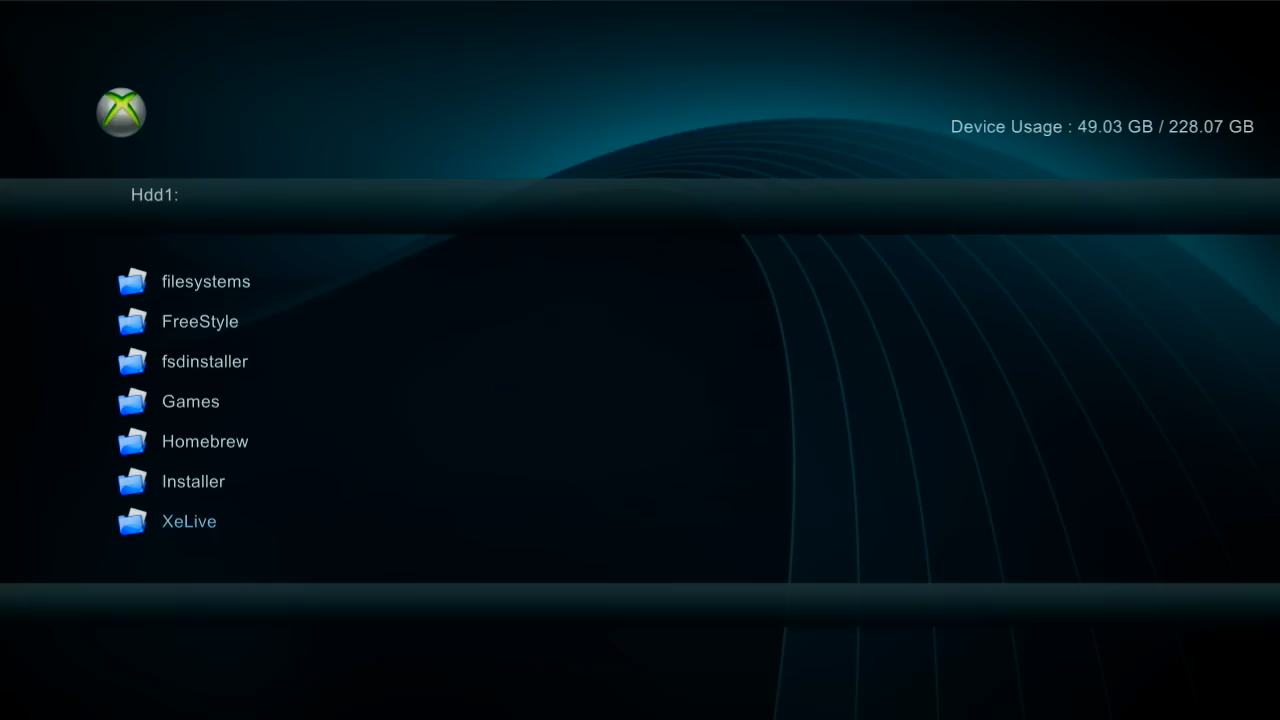 Device Usage : 49.03 GB / 228.07 GB
Hdd1:
filesystems
FreeStyle
fsdinstaller
Games
Homebrew
Installer
XeLive